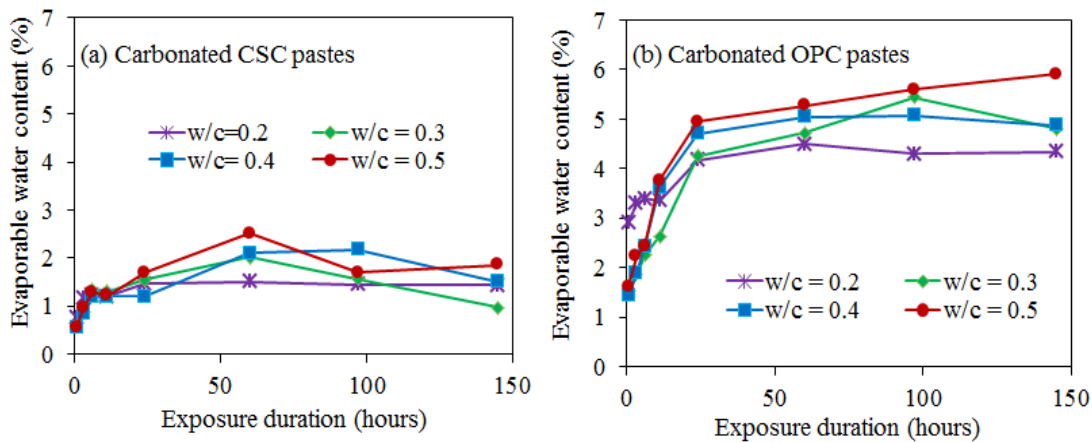 (a) Carbonated CSC pastes
Evaporable water content (%)
7
6
5
4
3
2
1
0
w/c=0.2
w/c = 0.3
w/c= 0.4
w/c = 0.5
0
50
100
150
Exposure duration (hours)
(b) Carbonated OPC pastes
Evaporable water content (%)
7
6
5
4
3
2
1
0
w/c = 0.2
w/c = 0.3
w/c = 0.4
w/c = 0.5
0
50
100
150
Exposure duration (hours)